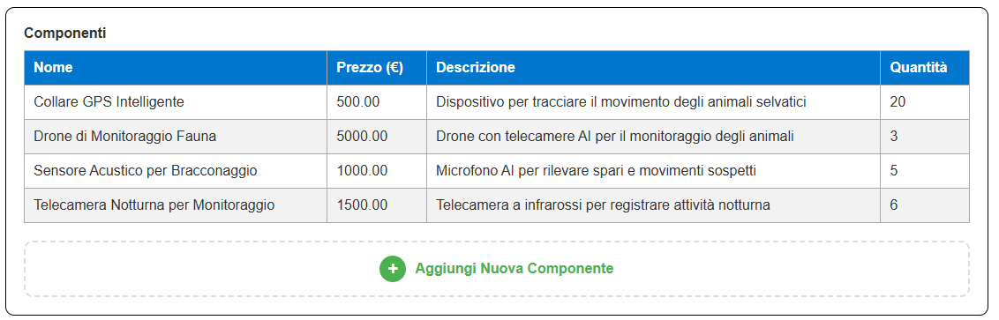 Componenti
Nome Prezzo (€) Descrizione Quantità
Collare GPS Intelligente 500.00 Dispositivo per tracciare il movimento degli animali selvatici 20
Drone di Monitoraggio Fauna 5000.00 Drone con telecamere AI per il monitoraggio degli animali 3
Sensore Acustico per Bracconaggio 1000.00 Microfono AI per rilevare spari e movimenti sospetti 5
Telecamera Notturna per Monitoraggio 1500.00 Telecamera a infrarossi per registrare attività notturna 6
+ Aggiungi Nuova Componente